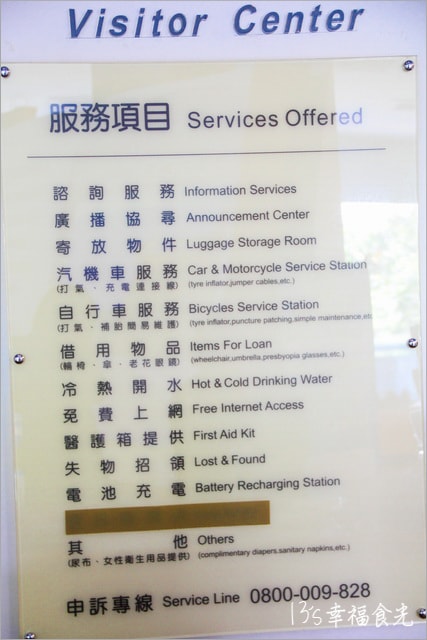 Visitor Center
服務項目 Services Offered
諮詢服務 Information Services
廣播協尋 Announcement Center
寄放物件 Luggage Storage Room
汽機車服務 Car & Motorcycle Service Station
(打氣、充電連接線) (tyre inflator,jumper cables,etc.)
自行車服務 Bicycles Service Station
(打氣、補胎簡易維護) (tyre inflator,puncture patching,simple maintenance,etc
借用物品 Items For Loan
(輪椅、傘、老花眼鏡) (wheelchair,umbrella,presbyopia glasses,etc.)
冷熱開水 Hot & Cold Drinking Water
免費上網 Free Internet Access
醫護箱提供 First Aid Kit
失物招領 Lost & Found
電池充電 Battery Recharging Station
其他 Others
(尿布、女性衛生用品提供) (complimentary diapers,sanitary napkins,etc.)
申訴專線 Service Line 0800-009-828
13's幸福食光